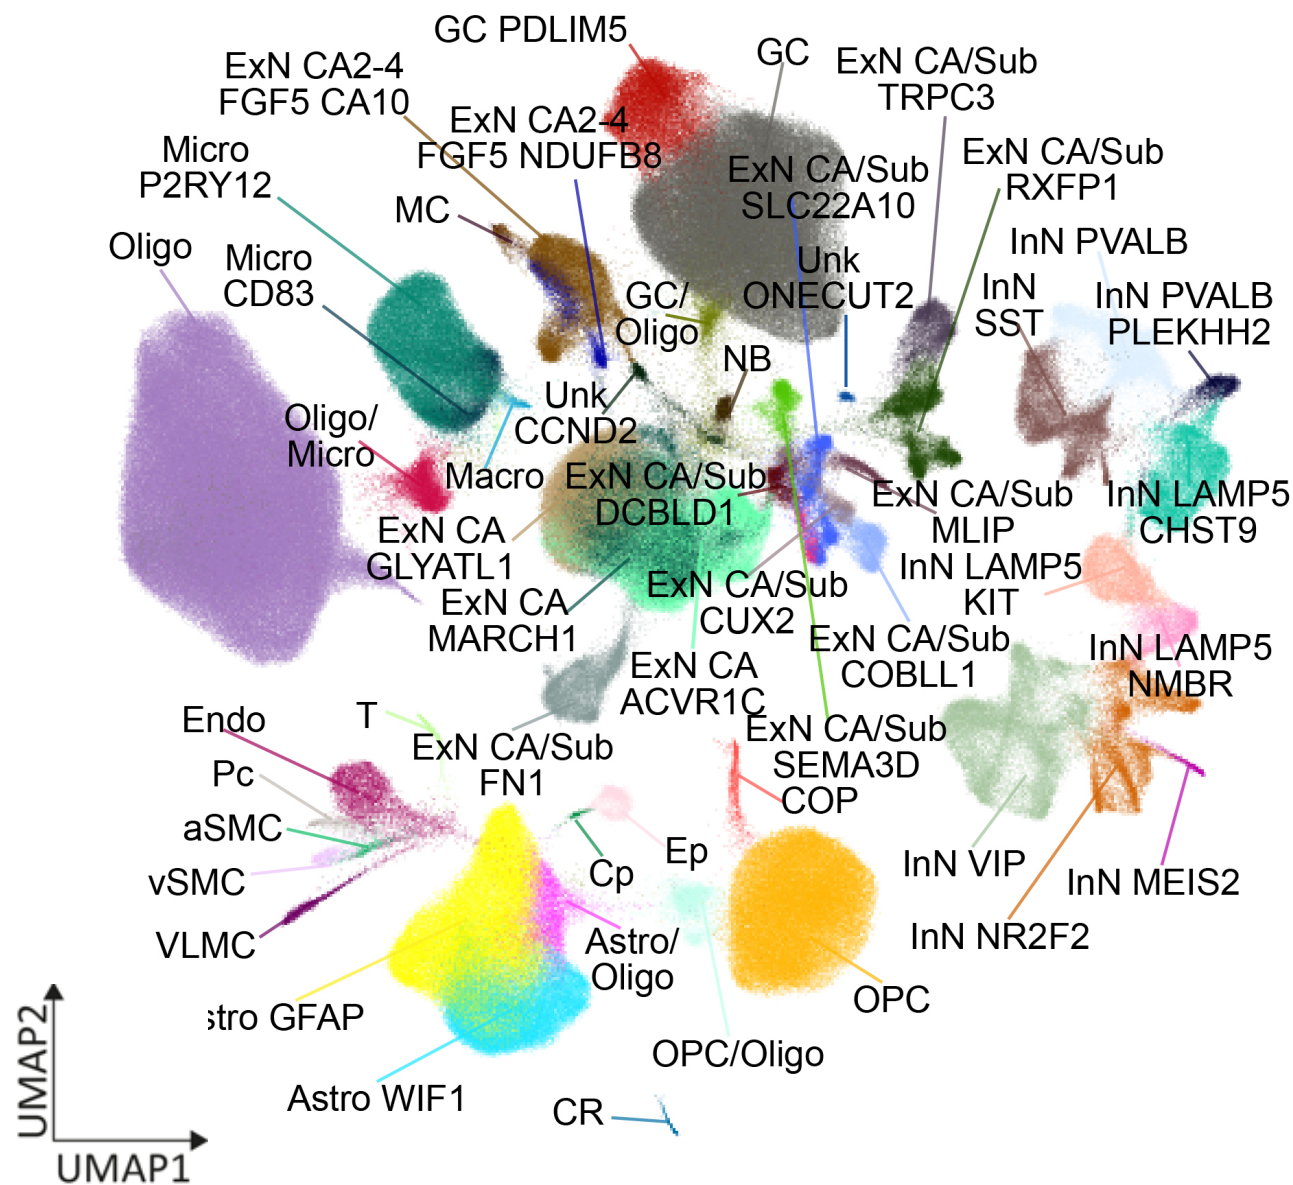 GC PDLIM5
GC
ExN CA/Sub
TRPC3
ExN CA2-4
FGF5 CA10
ExN CA2-4
FGF5 NDUFB8
Micro
P2RY12
ExN CA/Sub
SLC22A10
ExN CA/Sub
RXFP1
MC
Oligo
Micro
CD83
GC/
Oligo
Unk
ONECUT2
InN PVALB
InN
SST
InN PVALB
PLEKHH2
NB
Unk
CCND2
Oligo/
Micro
Macro
ExN CA/Sub
DCBLD1
ExN CA/Sub
MLIP
InN LAMP5
CHST9
ExN CA
GLYATL1
ExN CA
MARCH1
ExN CA/Sub
CUX2
InN LAMP5
KIT
ExN CA/Sub
COBLL1
InN LAMP5
NMBR
ExN CA
ACVR1C
Endo
T
ExN CA/Sub
FN1
ExN CA/Sub
SEMA3D
COP
Pc
aSMC
vSMC
VLMC
Cp
Ep
InN VIP
InN MEIS2
InN NR2F2
Astro/
Oligo
OPC
stro GFAP
OPC/Oligo
Astro WIF1
CR
UMAP2
UMAP1